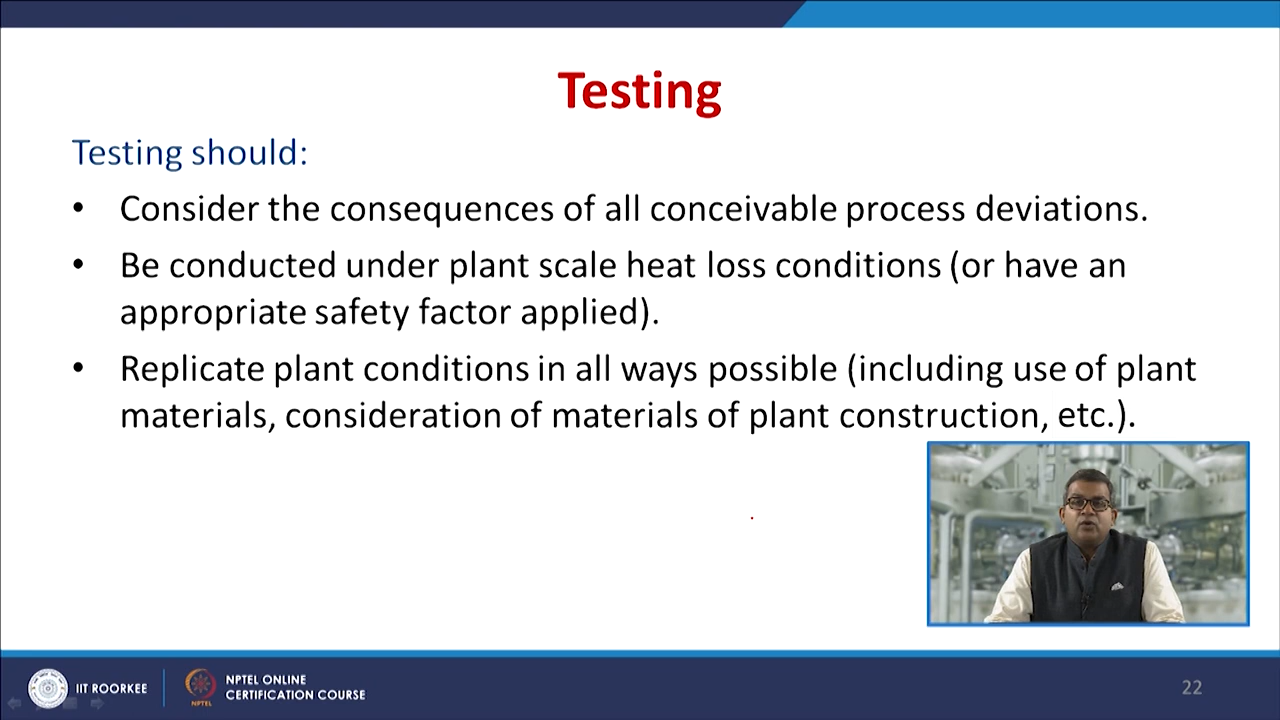 Testing
Testing should:
• Consider the consequences of all conceivable process deviations.
• Be conducted under plant scale heat loss conditions (or have an
appropriate safety factor applied).
• Replicate plant conditions in all ways possible (including use of plant
materials, consideration of materials of plant construction, etc.).
IIT ROORKEE
NPTEL
NPTEL ONLINE
CERTIFICATION COURSE
22